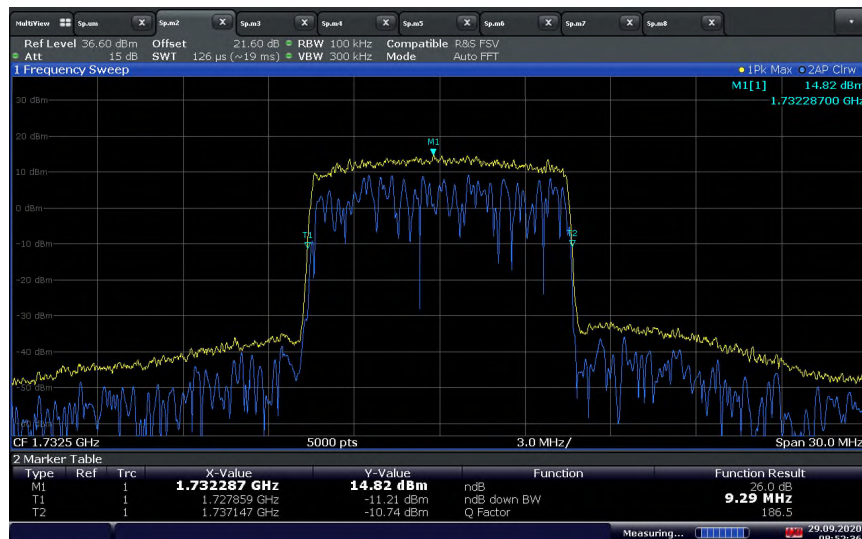 MultiView Sp.um X Sp.m2 X Sp.m3 X Sp.m4 X Sp.m5 X Sp.m6 X Sp.m7 X Sp.m8 X
Ref Level 36.60 dBm Offset 21.60 dB RBW 100 kHz Compatible R&S FSV
Att 15 dB SWT 126 µs (~19 ms) VBW 300 kHz Mode Auto FFT
1 Frequency Sweep 1Pk Max 2AP Clrw
M1[1] 14.82 dBm
1.73228700 GHz
30 dBm
20 dBm
M1
10 dBm
0 dBm
T1 T2
-10 dBm
-20 dBm
-30 dBm
-40 dBm
-50 dBm
CF 1.7325 GHz 5000 pts 3.0 MHz/ Span 30.0 MHz
2 Marker Table
Type Ref Trc X-Value Y-Value Function Function Result
M1 1 1.732287 GHz 14.82 dBm ndB 26.0 dB
T1 1 1.727859 GHz -11.21 dBm ndB down BW 9.29 MHz
T2 1 1.737147 GHz -10.74 dBm Q Factor 186.5
Measuring... 29.09.2020